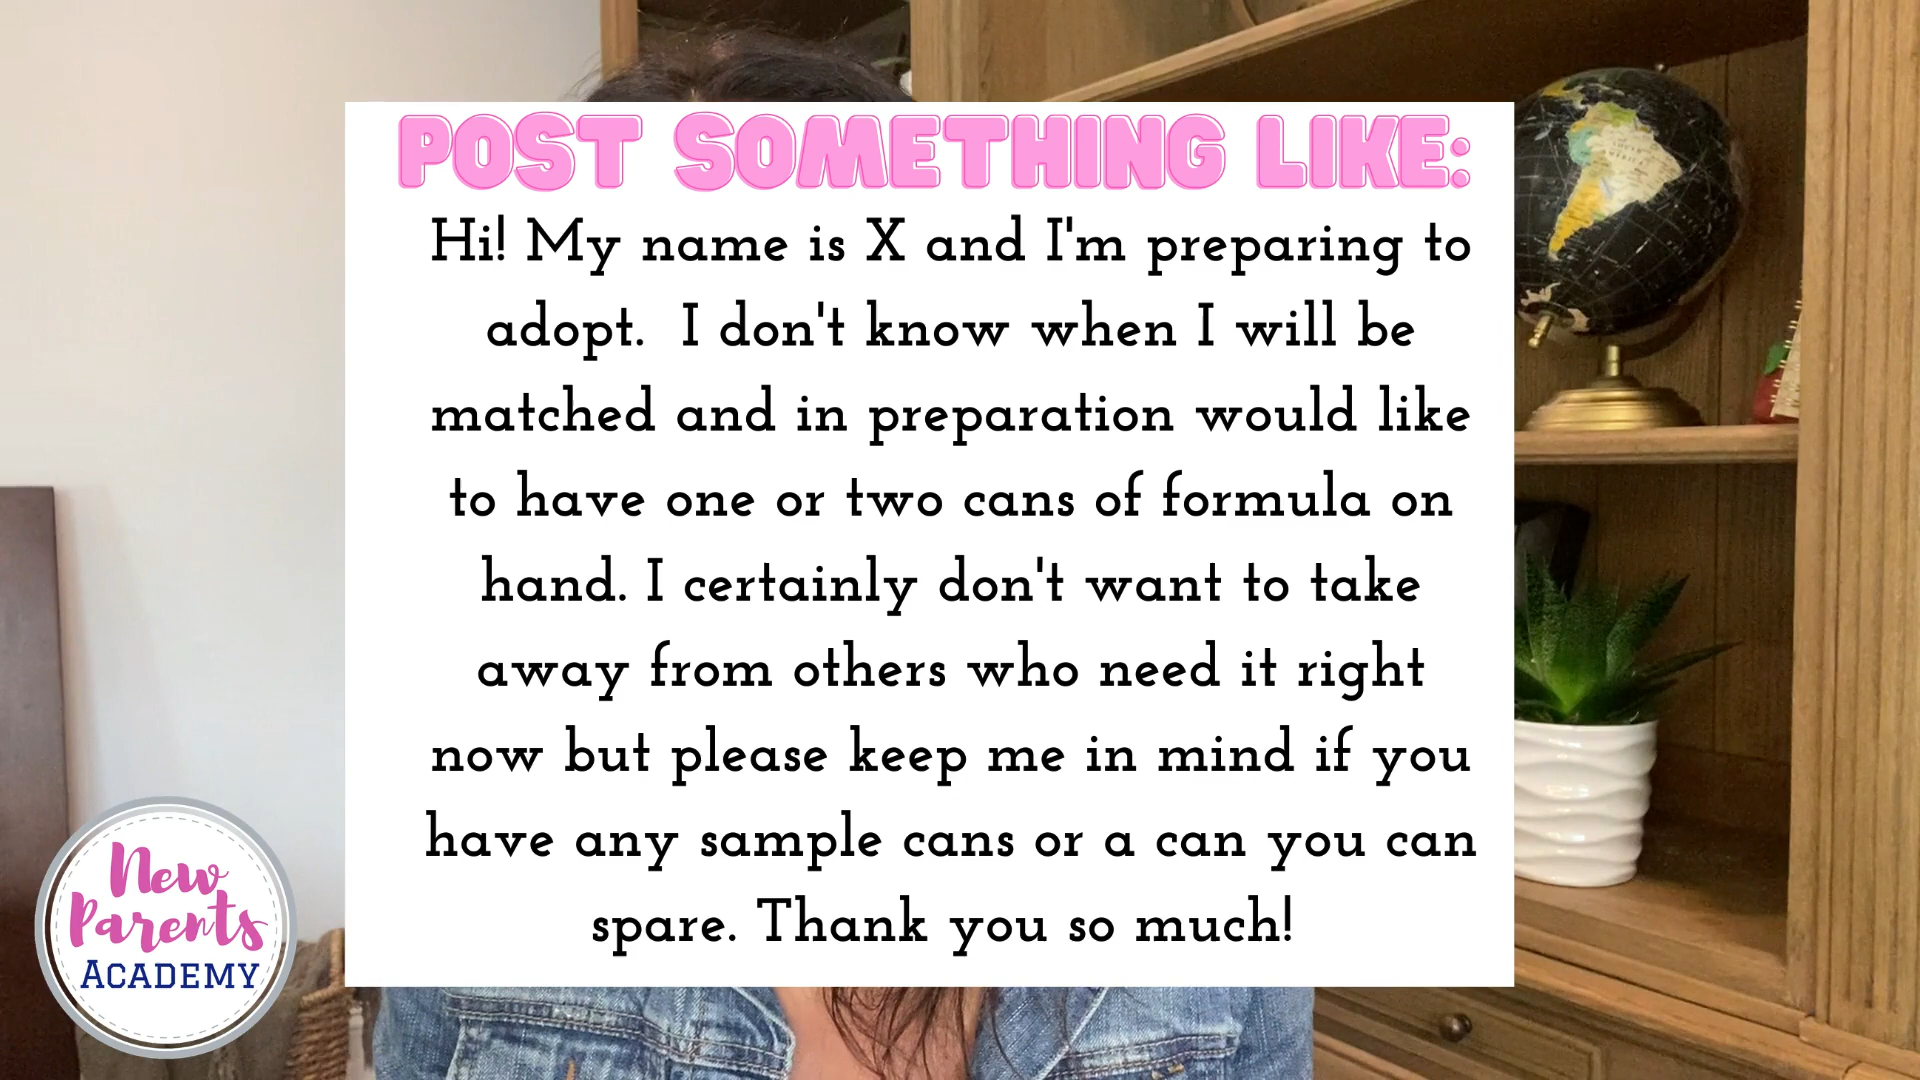 POST SOMETHING LIKE:
Hi! My name is X and I'm preparing to
adopt.  I don't know when I will be
matched and in preparation would like
to have one or two cans of formula on
hand. I certainly don't want to take
away from others who need it right
now but please keep me in mind if you
have any sample cans or a can you can
spare. Thank you so much!
New
Parents
ACADEMY